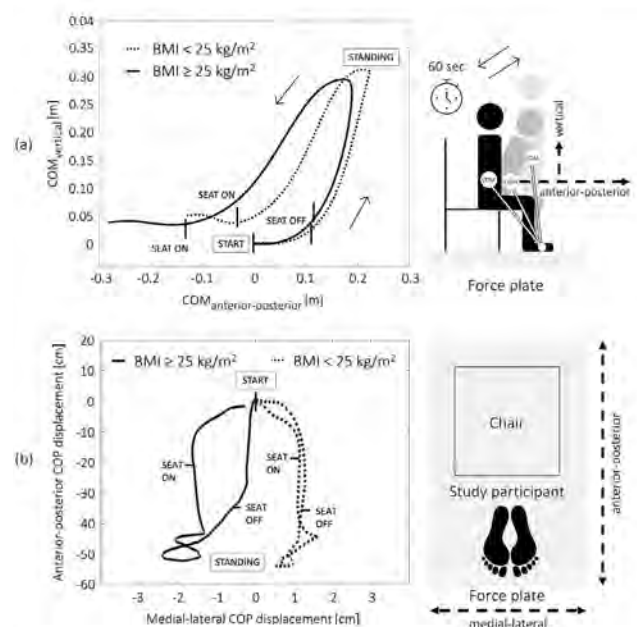 (a)
0.04
0.30
0.25
0.20
0.15
0.10
0.05
0
COM vertical [m]
BMI < 25 kg/m²
BMI ≥ 25 kg/m²
STANDING
SEAT ON
SEAT OFF
SEAT ON
START
-0.3 -0.2 -0.1 0 0.1 0.2 0.3 0.4
COM anterior-posterior [m]
60 sec
vertical
anterior-posterior
Force plate
(b)
20
10
0
-10
-20
-30
-40
-50
-60
Anterior-posterior COP displacement [cm]
BMI ≥ 25 kg/m² BMI < 25 kg/m²
START
SEAT
ON
SEAT
ON
SEAT
OFF
SEAT
OFF
STANDING
-3 -2 -1 0 1 2 3
Medial-lateral COP displacement [cm]
Chair
Study participant
Force plate
anterior-posterior
medial-lateral